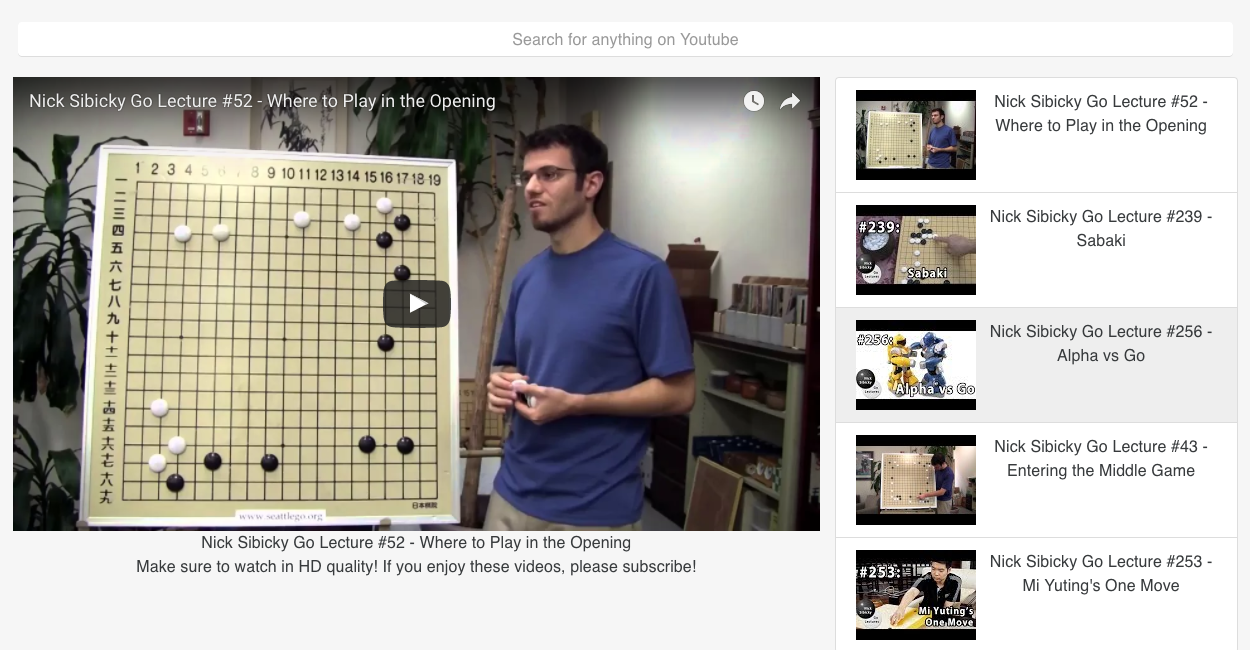 Search for anything on Youtube
Nick Sibicky Go Lecture #52 - Where to Play in the Opening
1 2 3 4 5 6 7 8 9 10 11 12 13 14 15 16 17 18 19
一
二
三
四
五
六
七
八
九
十
十一
十二
十三
十四
十五
十六
十七
十八
十九
日本棋院
www.seattlego.org
Nick Sibicky Go Lecture #52 - Where to Play in the Opening
Make sure to watch in HD quality! If you enjoy these videos, please subscribe!
Nick Sibicky Go Lecture #52 -
Where to Play in the Opening
#239:
Sabaki
Nick Sibicky Go Lecture #239 -
Sabaki
#256:
Alpha vs Go
Nick Sibicky Go Lecture #256 -
Alpha vs Go
Nick Sibicky Go Lecture #43 -
Entering the Middle Game
#253:
Mi Yuting's
One Move
Nick Sibicky Go Lecture #253 -
Mi Yuting's One Move